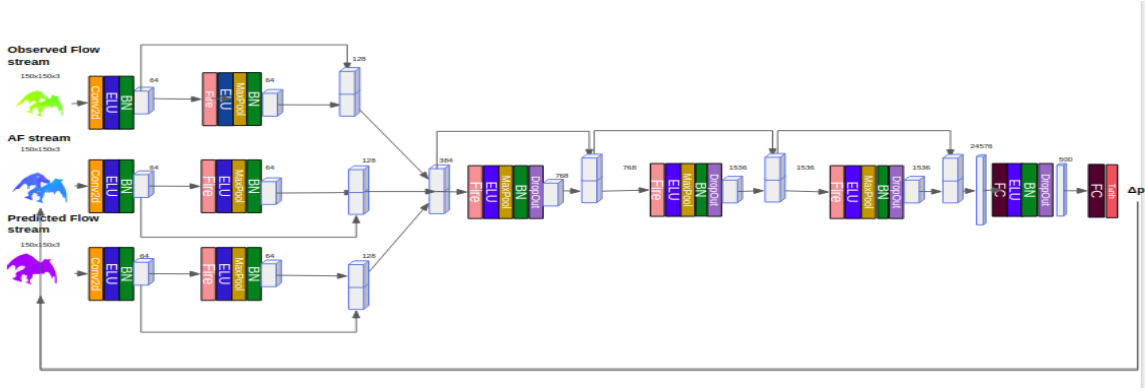 Observed Flow
stream
150x150x3
Conv2d
ELU
BN
64
Fire
ELU
MaxPool
BN
64
128
AF stream
150x150x3
Conv2d
ELU
BN
64
Fire
ELU
MaxPool
BN
64
128
Predicted Flow
stream
150x150x3
Conv2d
ELU
BN
64
Fire
ELU
MaxPool
BN
64
128
384
Fire
ELU
MaxPool
BN
DropOut
768
768
Fire
ELU
MaxPool
BN
DropOut
1536
1536
Fire
ELU
MaxPool
BN
DropOut
1536
24576
FC
ELU
BN
DropOut
500
FC
Tanh
Δp